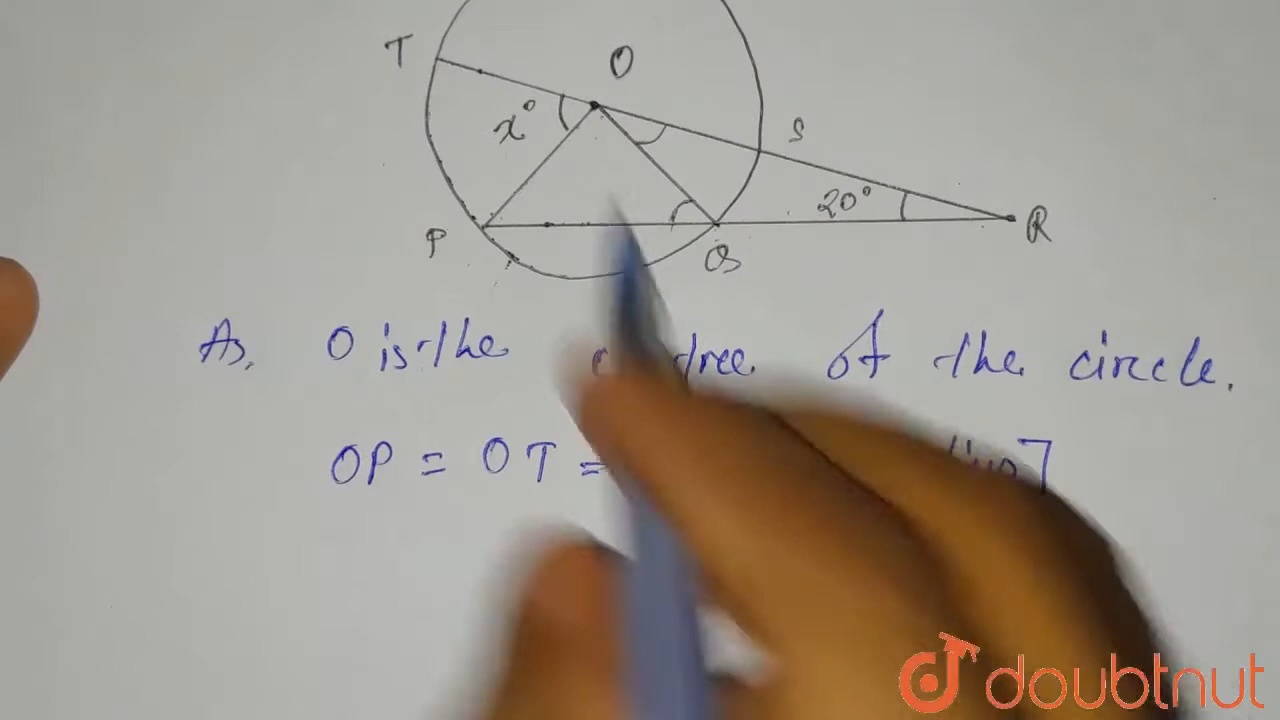 T
O
x°
S
20°
R
P
Q
As, O is the of the circle.
OP = OT =
doubtnut